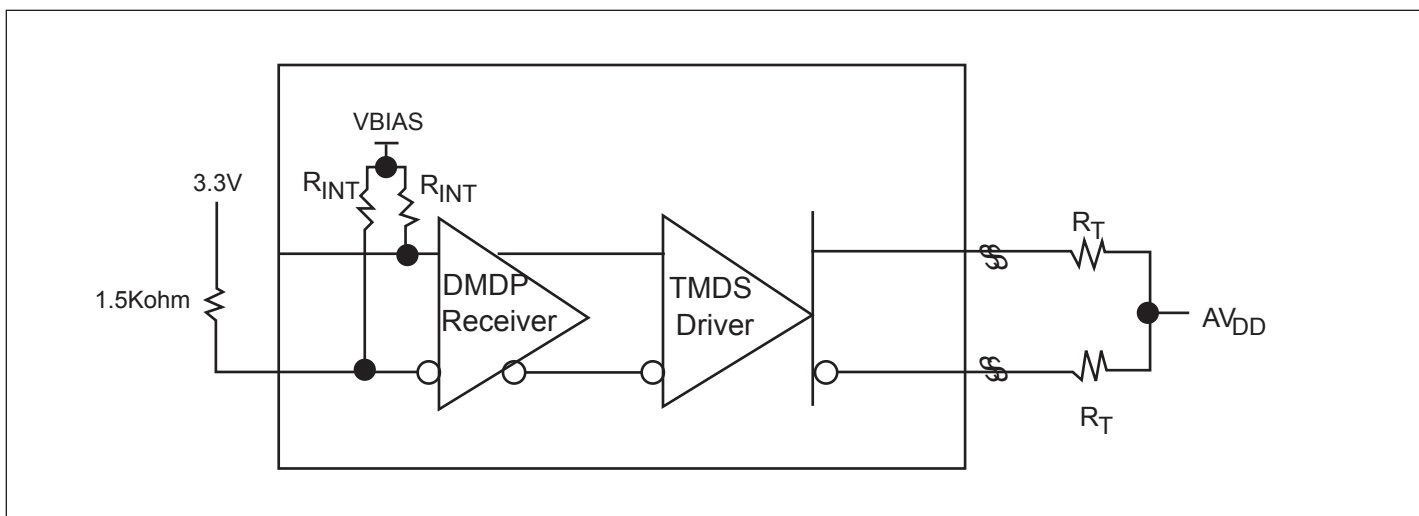 VBIAS
3.3V
RINT
RINT
1.5Kohm
DMDP
Receiver
TMDS
Driver
RT
AVDD
RT